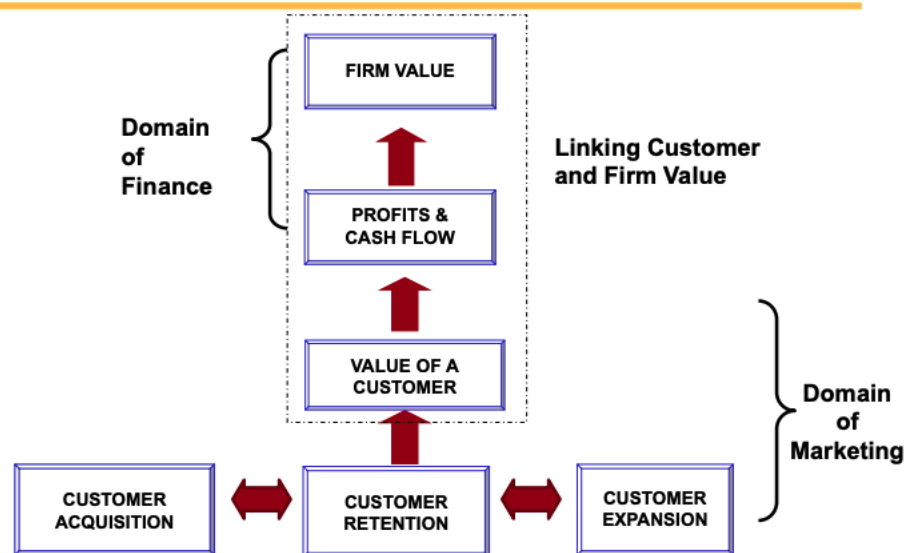 FIRM VALUE
Domain
of
Finance
Linking Customer
and Firm Value
PROFITS &
CASH FLOW
VALUE OF A
CUSTOMER
Domain
of
Marketing
CUSTOMER
ACQUISITION
CUSTOMER
RETENTION
CUSTOMER
EXPANSION